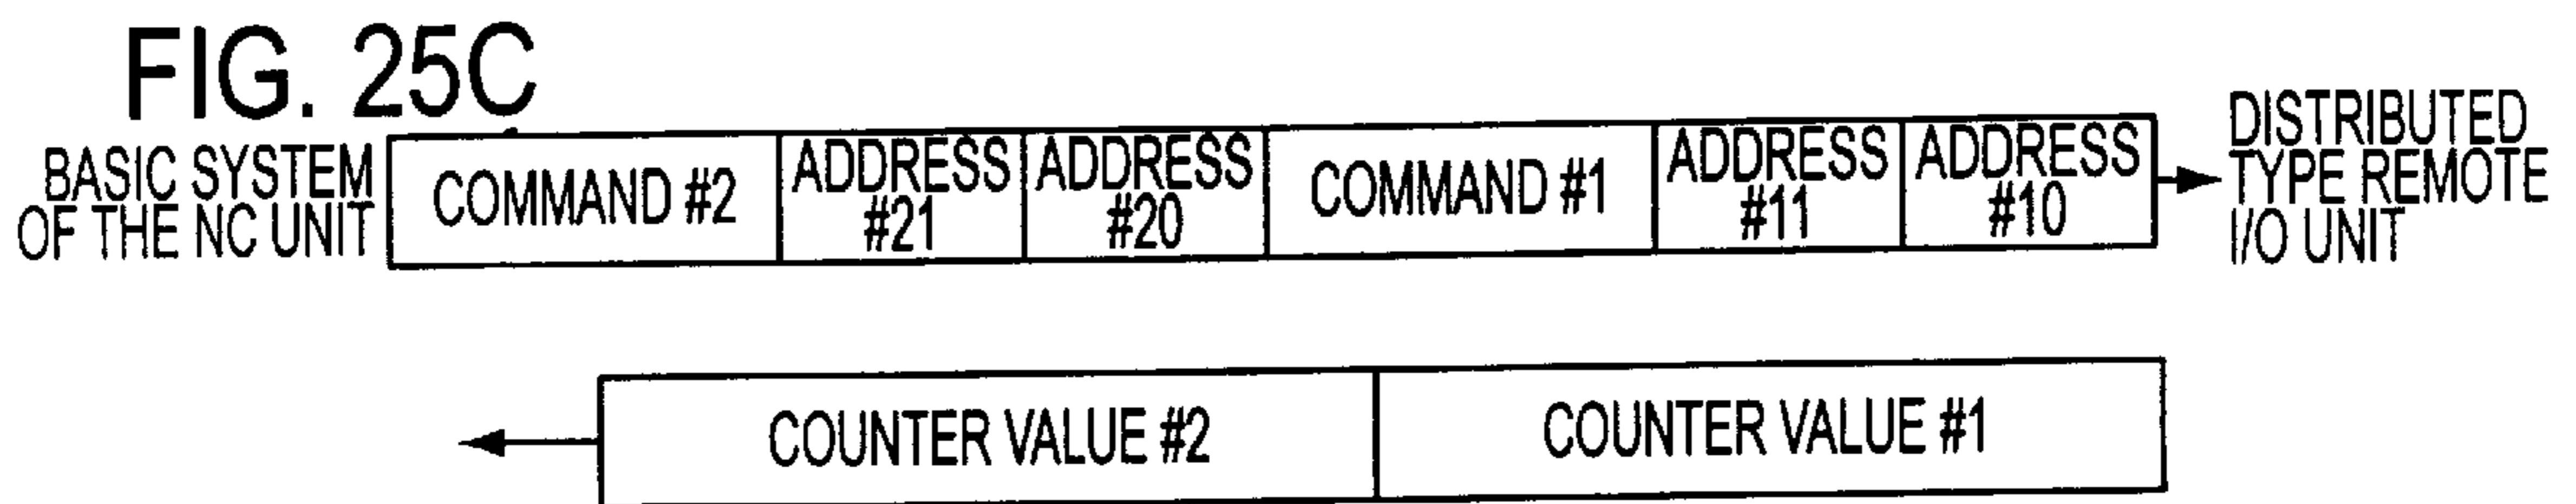 FIG. 25C
BASIC SYSTEM
OF THE NC UNIT
COMMAND #2
ADDRESS
#21
ADDRESS
#20
COMMAND #1
ADDRESS
#11
ADDRESS
#10
DISTRIBUTED
TYPE REMOTE
I/O UNIT
COUNTER VALUE #2
COUNTER VALUE #1